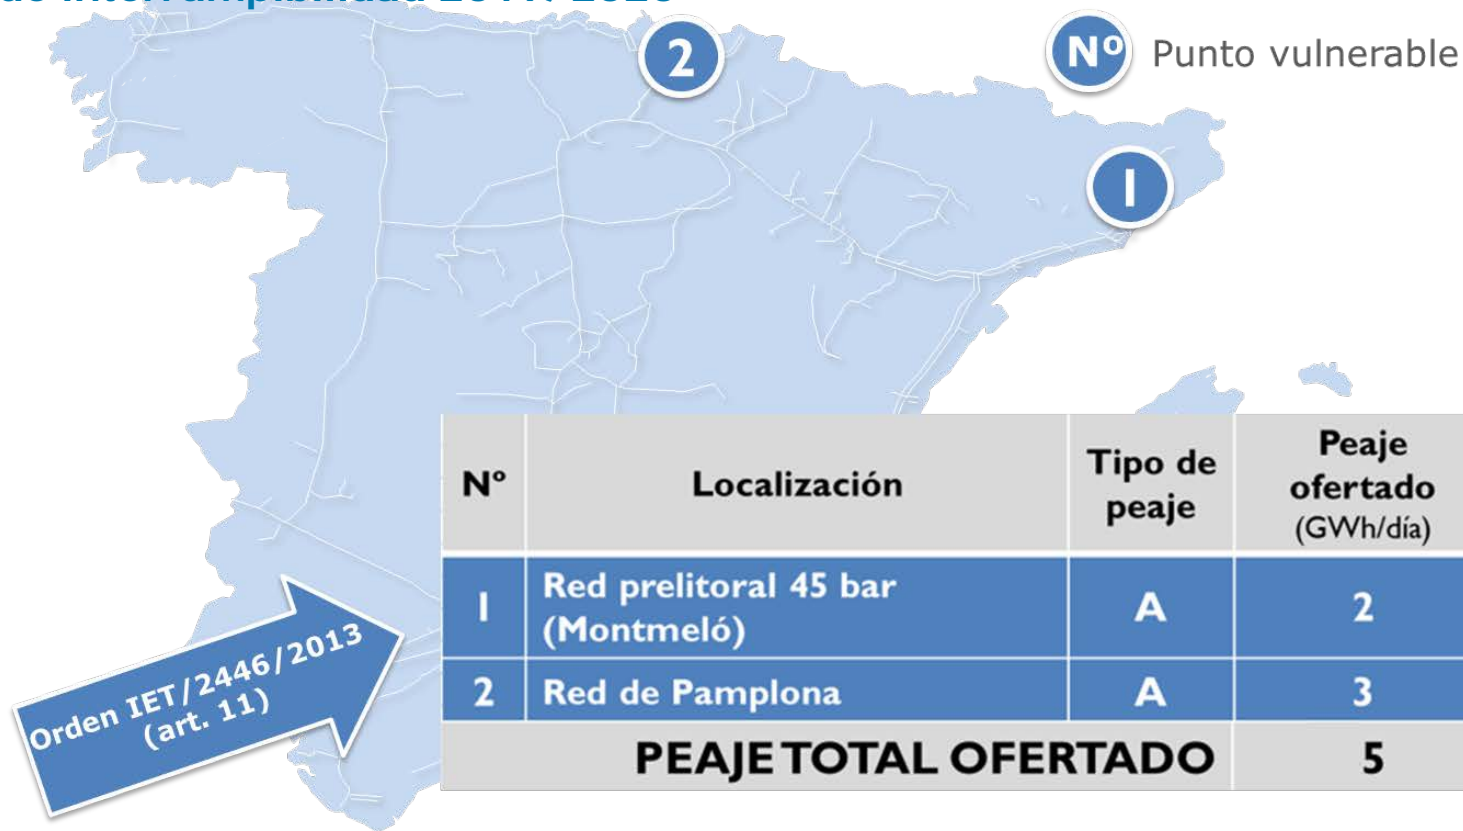 2
Nº Punto vulnerable
1
Nº Localización Tipo de peaje Peaje ofertado (GWh/día)
1 Red prelitoral 45 bar (Montmeló) A 2
2 Red de Pamplona A 3
PEAJE TOTAL OFERTADO 5
Orden IET/2446/2013
(art. 11)